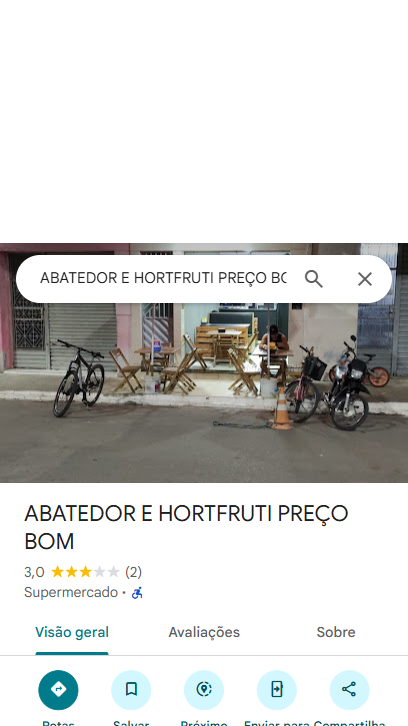 ABATEDOR E HORTFRUTI PREÇO BO
ABATEDOR E HORTFRUTI PREÇO
BOM
3,0 (2)
Supermercado ·
Visão geral Avaliações Sobre
Rotas Salvar Próximo Enviar para Compartilha